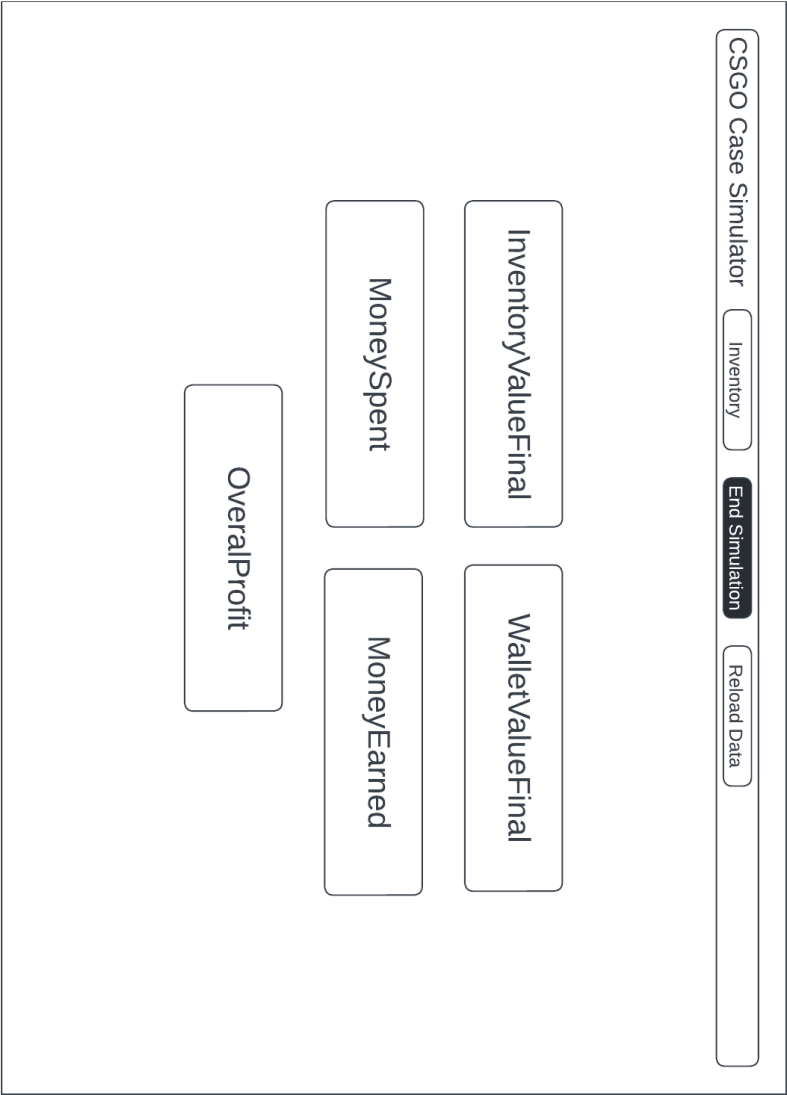 CSGO Case Simulator
Inventory
End Simulation
Reload Data
InventoryValueFinal
WalletValueFinal
MoneySpent
MoneyEarned
OveralProfit